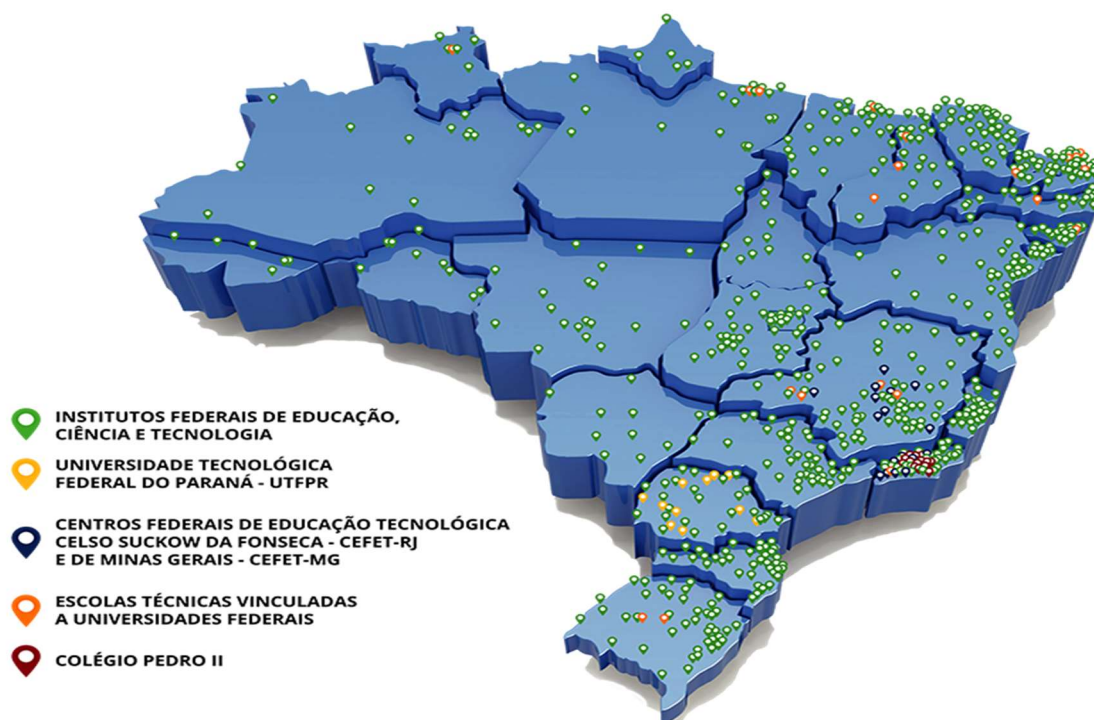 INSTITUTOS FEDERAIS DE EDUCAÇÃO,
CIÊNCIA E TECNOLOGIA
UNIVERSIDADE TECNOLÓGICA
FEDERAL DO PARANÁ - UTFPR
CENTROS FEDERAIS DE EDUCAÇÃO TECNOLÓGICA
CELSO SUCKOW DA FONSECA - CEFET-RJ
E DE MINAS GERAIS - CEFET-MG
ESCOLAS TÉCNICAS VINCULADAS
A UNIVERSIDADES FEDERAIS
COLÉGIO PEDRO II